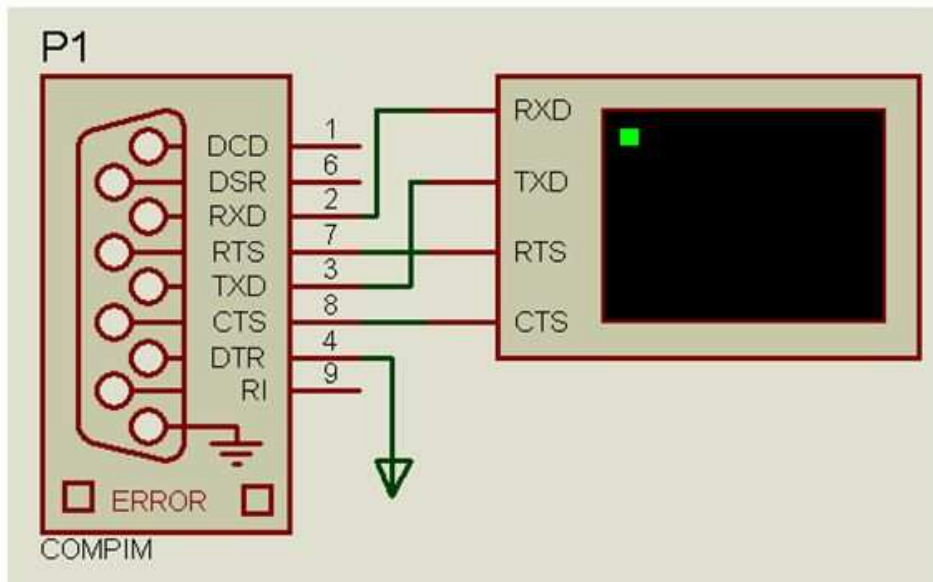 P1
DCD 1
DSR 6
RXD 2
RTS 7
TXD 3
CTS 8
DTR 4
RI 9
ERROR
COMPIM
RXD
TXD
RTS
CTS